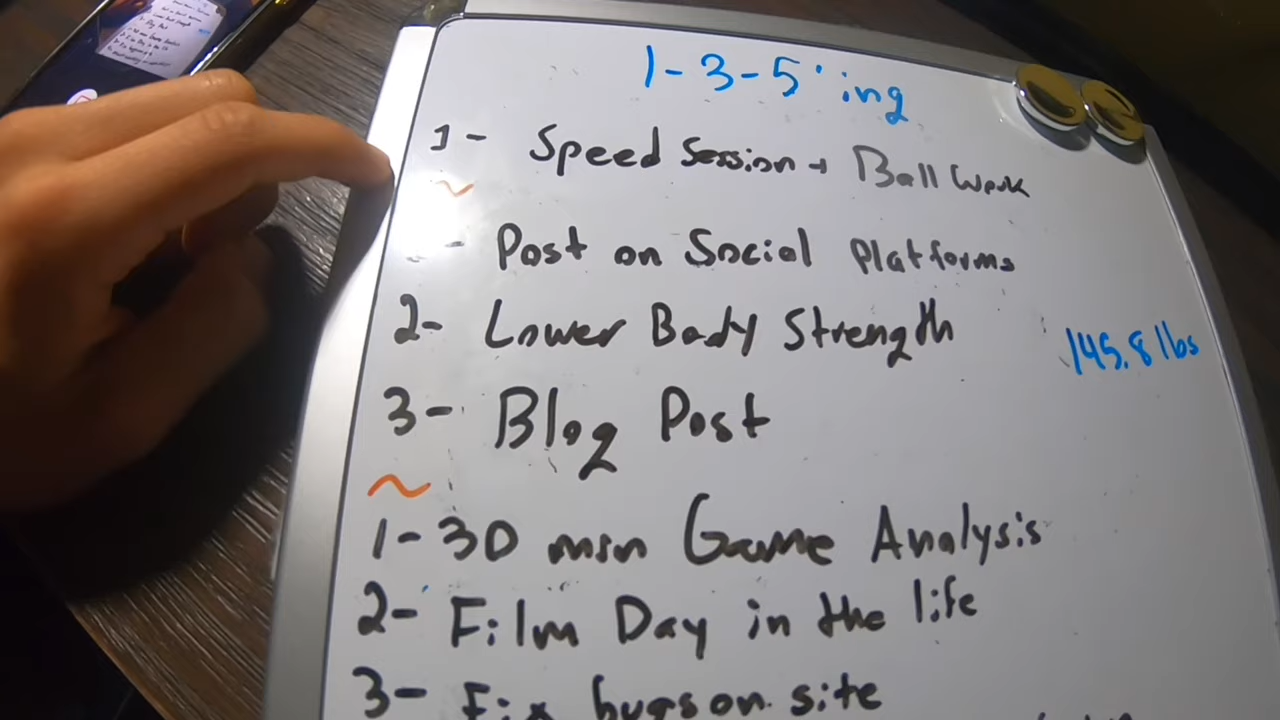 1-3-5'ing
1- Speed Session + Ball Work
- Post on Social Platforms
2- Lower Body Strength
145.8 lbs
3- Blog Post
~
1- 30 min Game Analysis
2- Film Day in the life
3- Fix bugs on site